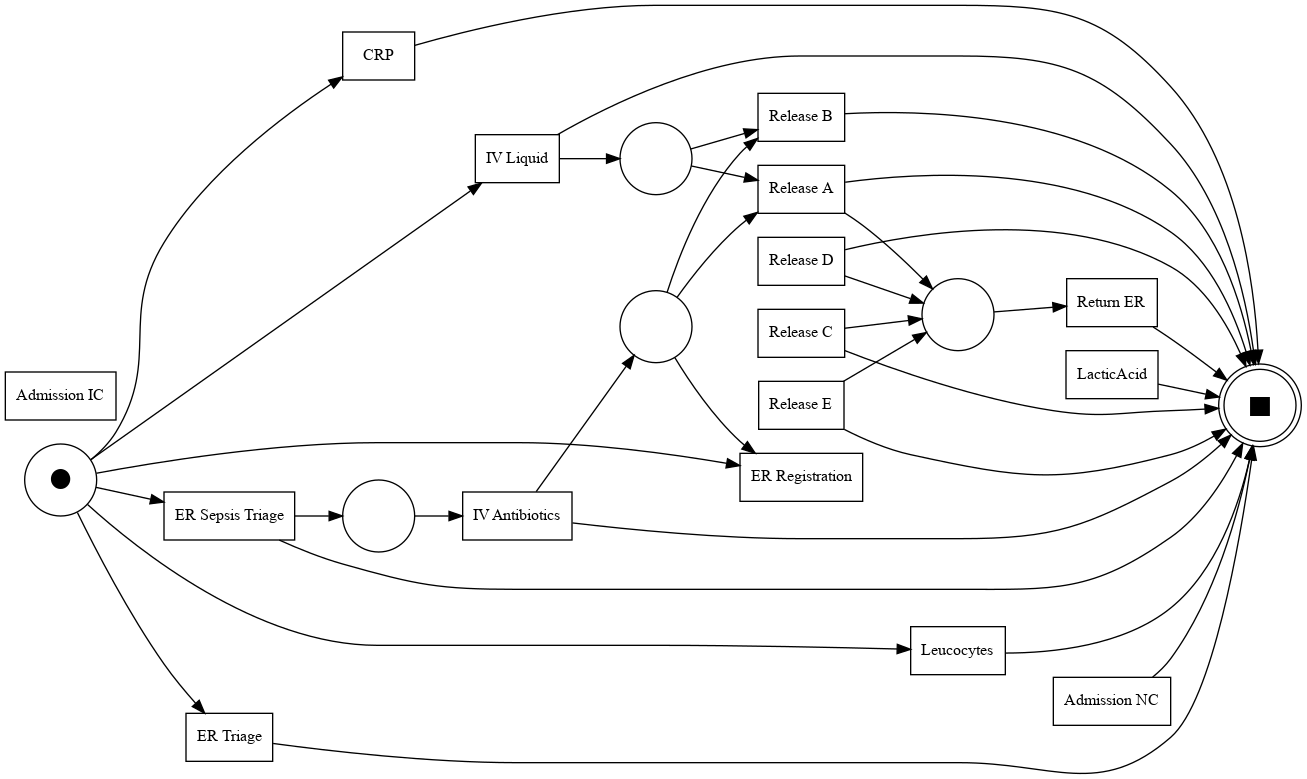 CRP
Release B
IV Liquid
Release A
Release D
Return ER
Release C
LacticAcid
Admission IC
Release E
ER Registration
ER Sepsis Triage
IV Antibiotics
Leucocytes
Admission NC
ER Triage